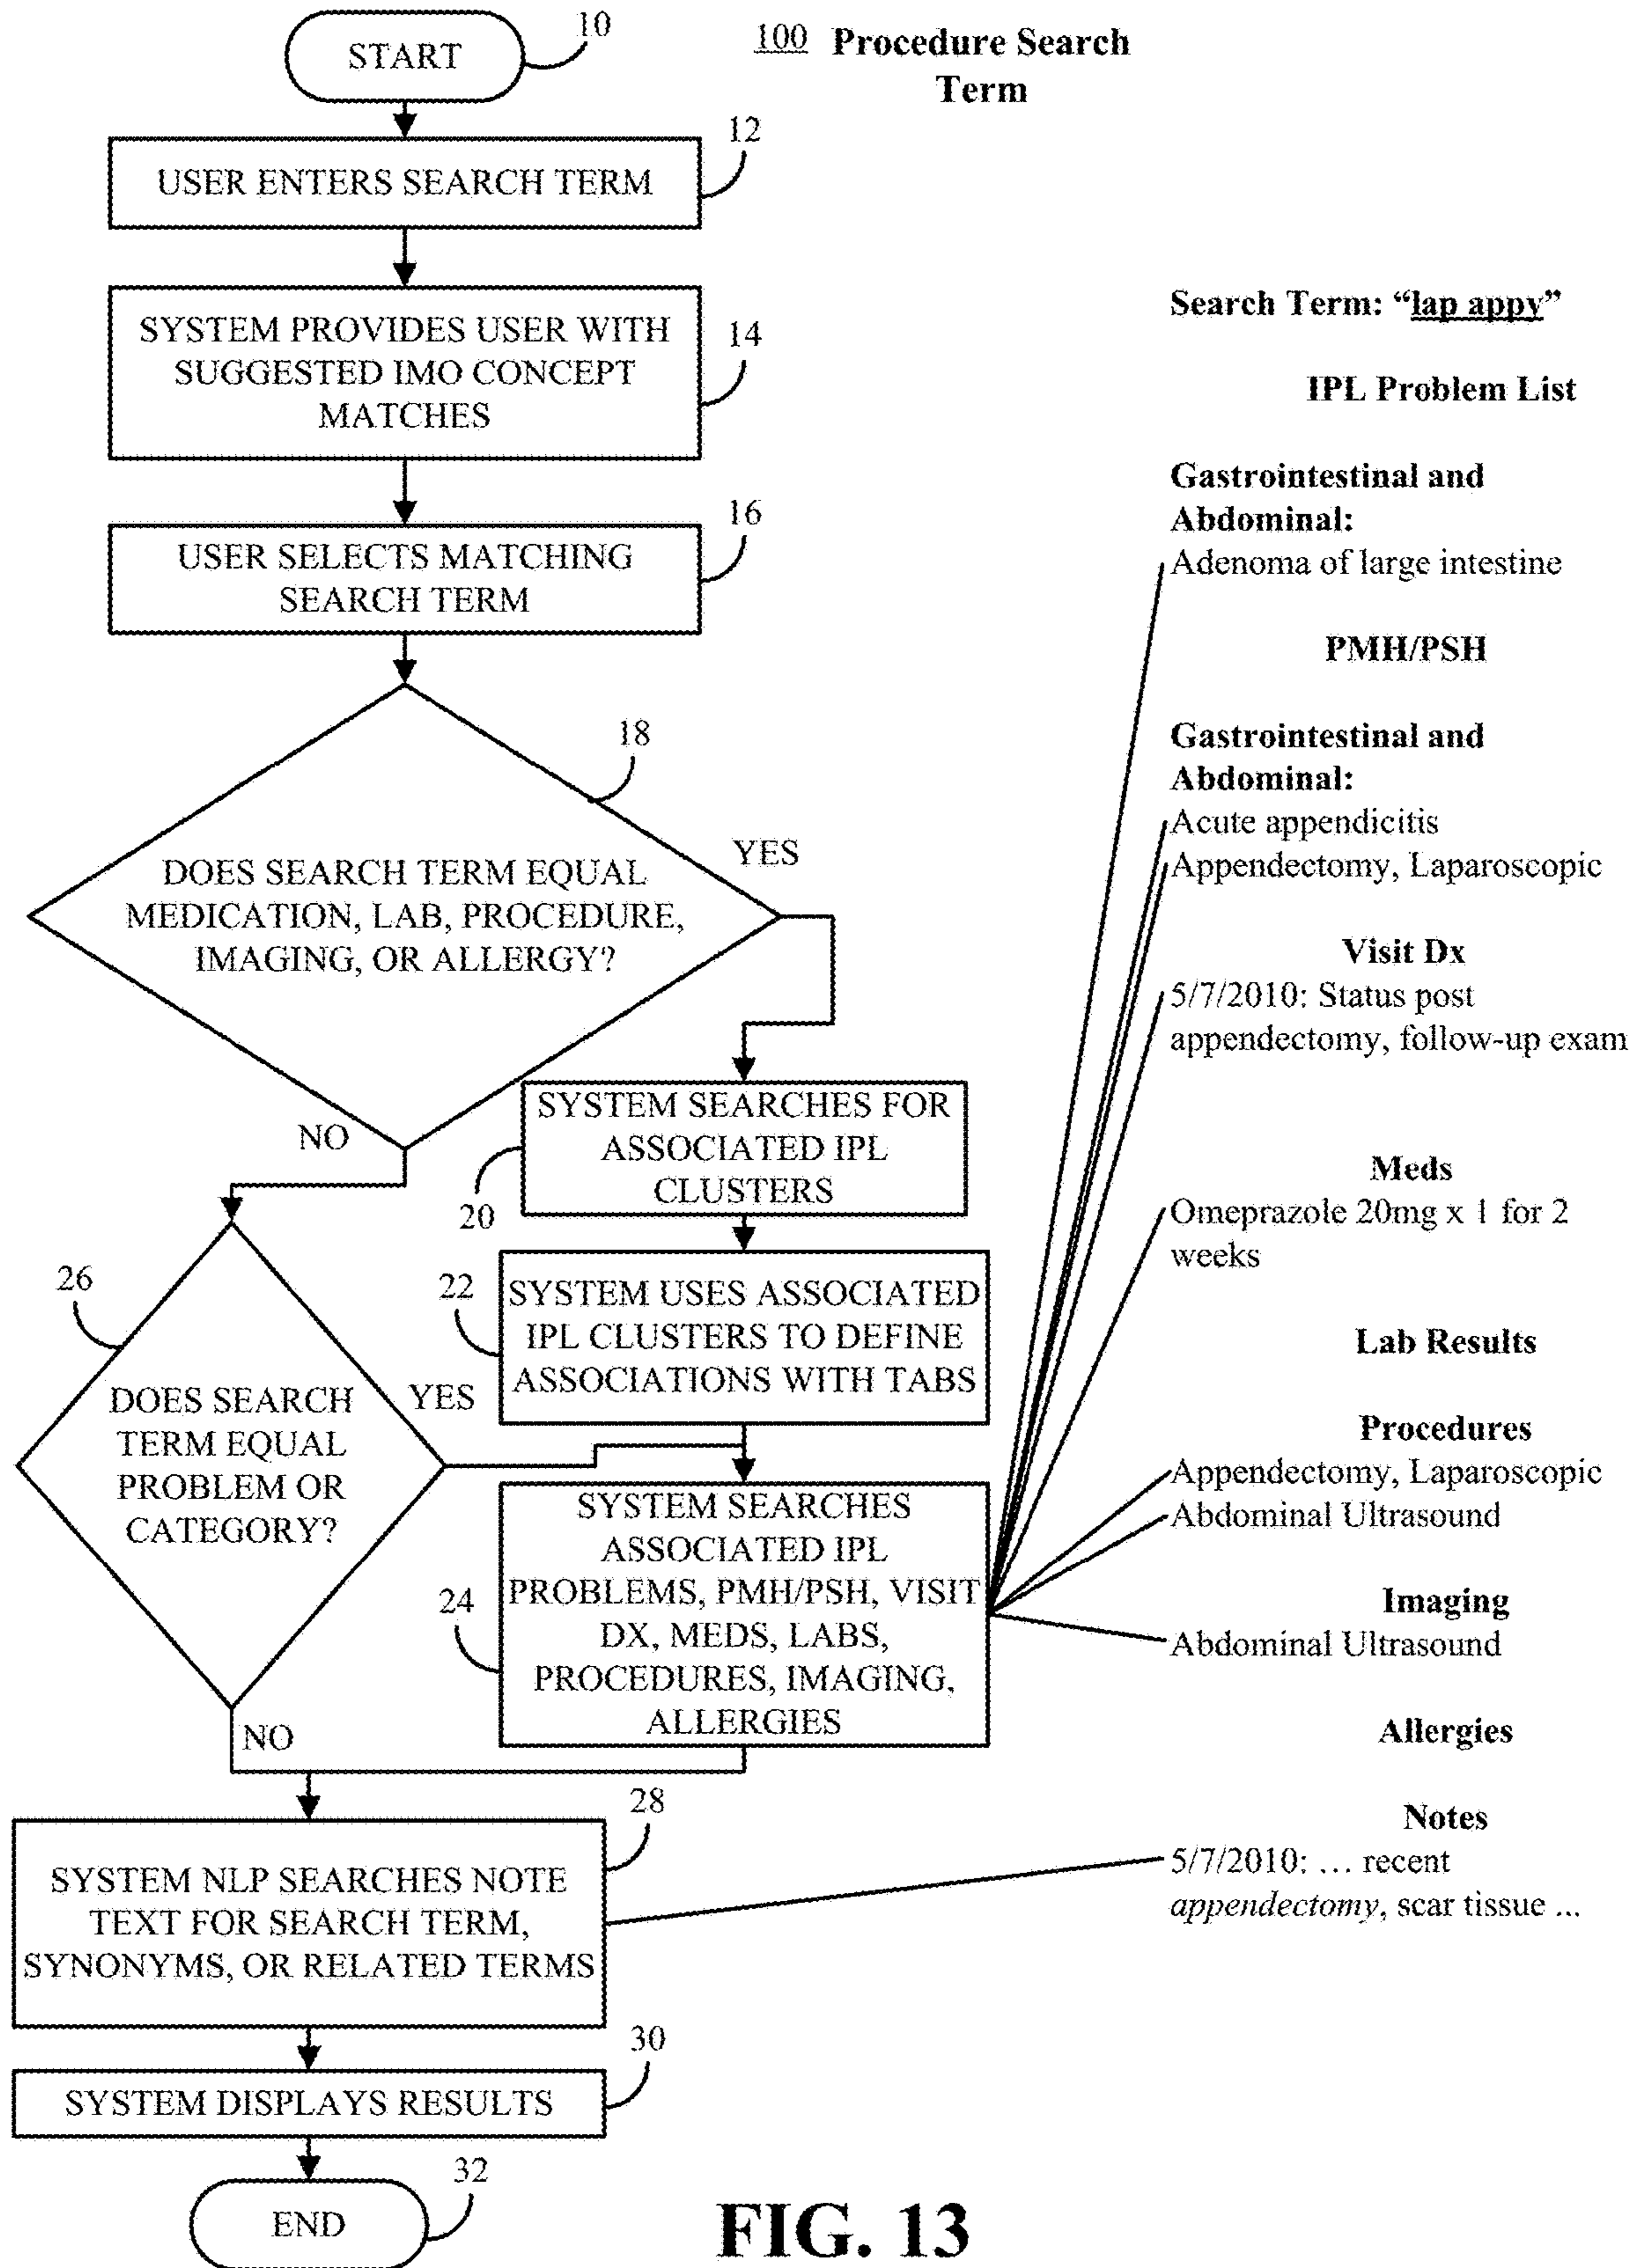 START
10
100 Procedure Search
Term
12
USER ENTERS SEARCH TERM
SYSTEM PROVIDES USER WITH
SUGGESTED IMO CONCEPT
MATCHES
14
16
USER SELECTS MATCHING
SEARCH TERM
18
YES
DOES SEARCH TERM EQUAL
MEDICATION, LAB, PROCEDURE,
IMAGING, OR ALLERGY?
NO
SYSTEM SEARCHES FOR
ASSOCIATED IPL
CLUSTERS
20
22
SYSTEM USES ASSOCIATED
IPL CLUSTERS TO DEFINE
ASSOCIATIONS WITH TABS
26
YES
DOES SEARCH
TERM EQUAL
PROBLEM OR
CATEGORY?
NO
24
SYSTEM SEARCHES
ASSOCIATED IPL
PROBLEMS, PMH/PSH, VISIT
DX, MEDS, LABS,
PROCEDURES, IMAGING,
ALLERGIES
28
SYSTEM NLP SEARCHES NOTE
TEXT FOR SEARCH TERM,
SYNONYMS, OR RELATED TERMS
30
SYSTEM DISPLAYS RESULTS
32
END
Search Term: “lap appy”
IPL Problem List
Gastrointestinal and
Abdominal:
Adenoma of large intestine
PMH/PSH
Gastrointestinal and
Abdominal:
Acute appendicitis
Appendectomy, Laparoscopic
Visit Dx
5/7/2010: Status post
appendectomy, follow-up exam
Meds
Omeprazole 20mg x 1 for 2
weeks
Lab Results
Procedures
Appendectomy, Laparoscopic
Abdominal Ultrasound
Imaging
Abdominal Ultrasound
Allergies
Notes
5/7/2010: ... recent
appendectomy, scar tissue ...
FIG. 13